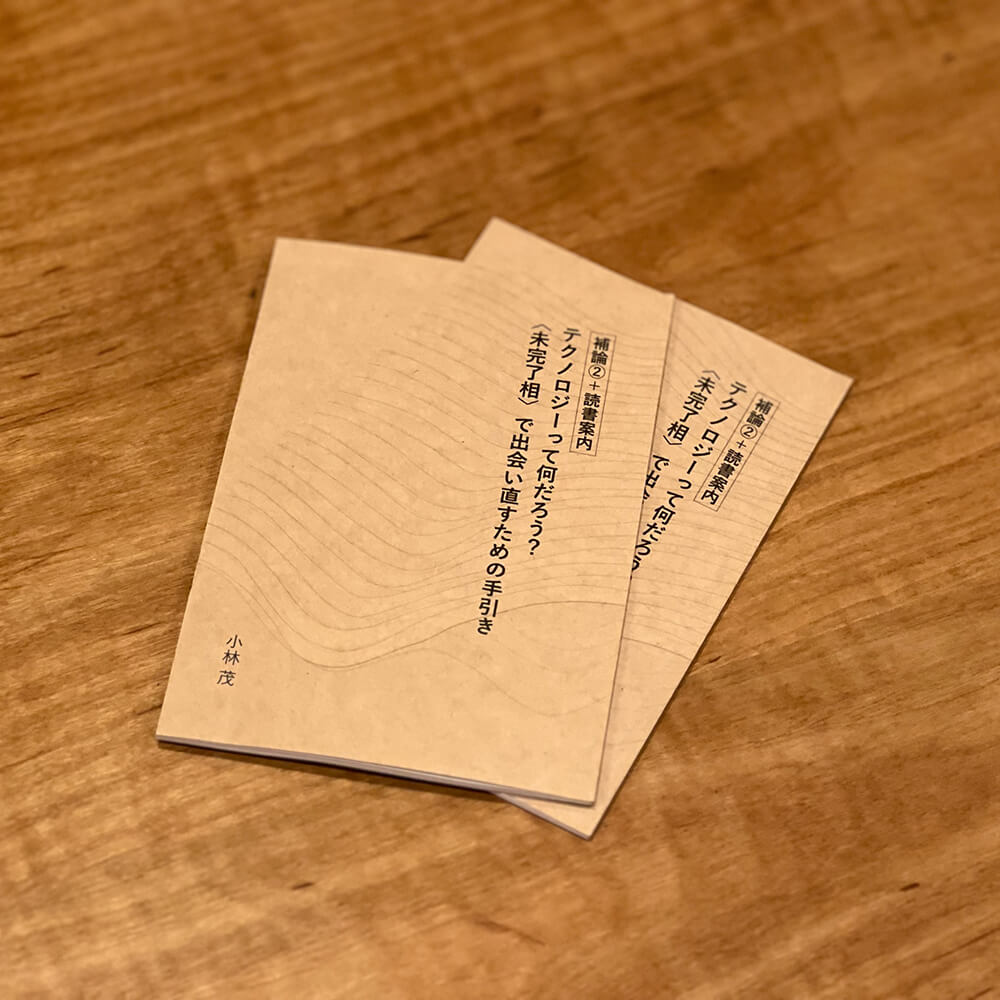 補論②+読書案内
テクノロジーって何だろう?
〈未完了相〉で出会い直すための手引き
小林 茂
補論②+読書案内
テクノロジーって何だろう
〈未完了相〉で出会